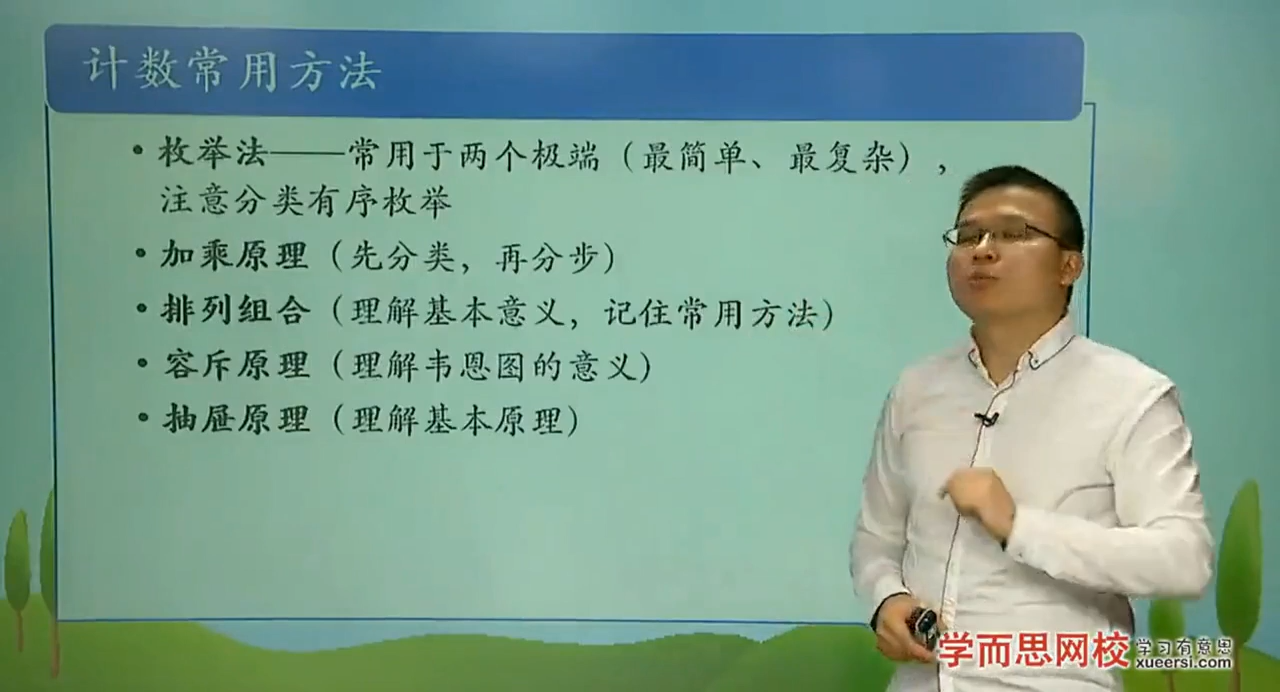 计数常用方法
• 枚举法——常用于两个极端（最简单、最复杂），
注意分类有序枚举
• 加乘原理（先分类，再分步）
• 排列组合（理解基本意义，记住常用方法）
• 容斥原理（理解韦恩图的意义）
• 抽屉原理（理解基本原理）
学而思网校 学习有意思
xueersi.com